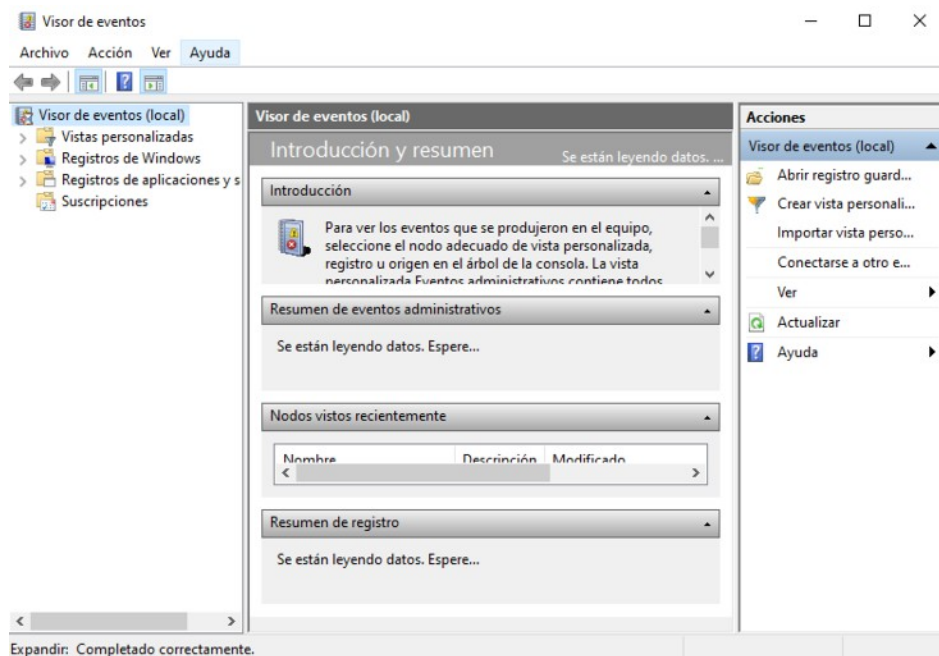 Visor de eventos
Archivo Acción Ver Ayuda
Visor de eventos (local)
Vistas personalizadas
Registros de Windows
Registros de aplicaciones y s
Suscripciones
Visor de eventos (local)
Introducción y resumen
Se están leyendo datos. ...
Introducción
Para ver los eventos que se produjeron en el equipo,
seleccione el nodo adecuado de vista personalizada,
registro u origen en el árbol de la consola. La vista
personalizada Eventos administrativos contiene todos
Resumen de eventos administrativos
Se están leyendo datos. Espere...
Nodos vistos recientemente
Nombre Descripción Modificado
Resumen de registro
Se están leyendo datos. Espere...
Acciones
Visor de eventos (local)
Abrir registro guard...
Crear vista personali...
Importar vista perso...
Conectarse a otro e...
Ver
Actualizar
Ayuda
Expandir: Completado correctamente.